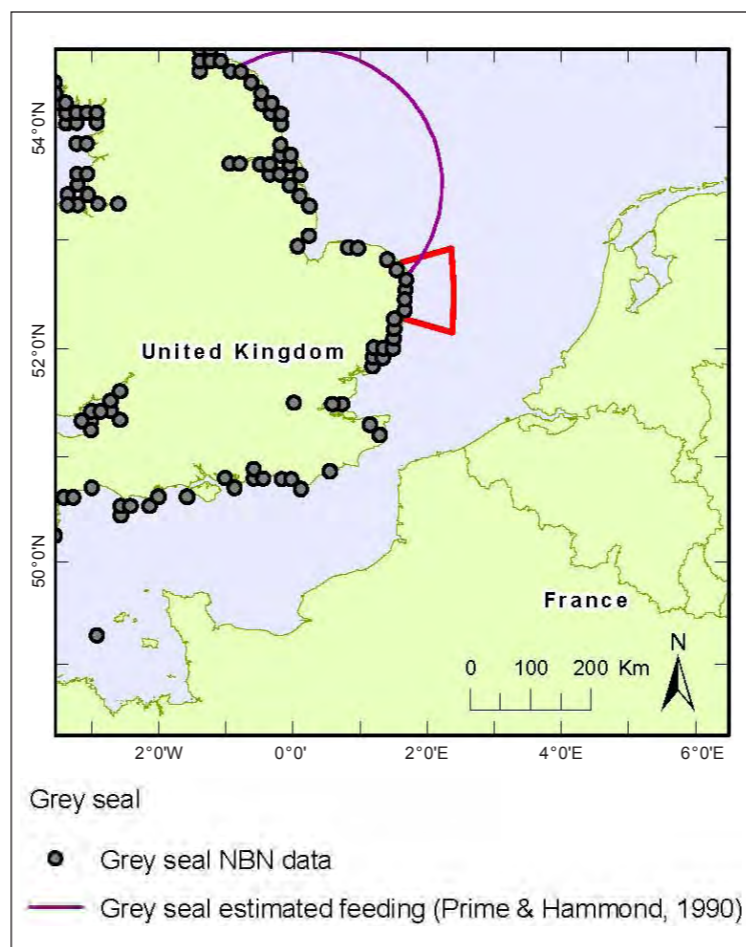 54°0'N
52°0'N
50°0'N
United Kingdom
France
N
0 100 200 Km
2°0'W 0°0' 2°0'E 4°0'E 6°0'E
Grey seal
Grey seal NBN data
Grey seal estimated feeding (Prime & Hammond, 1990)